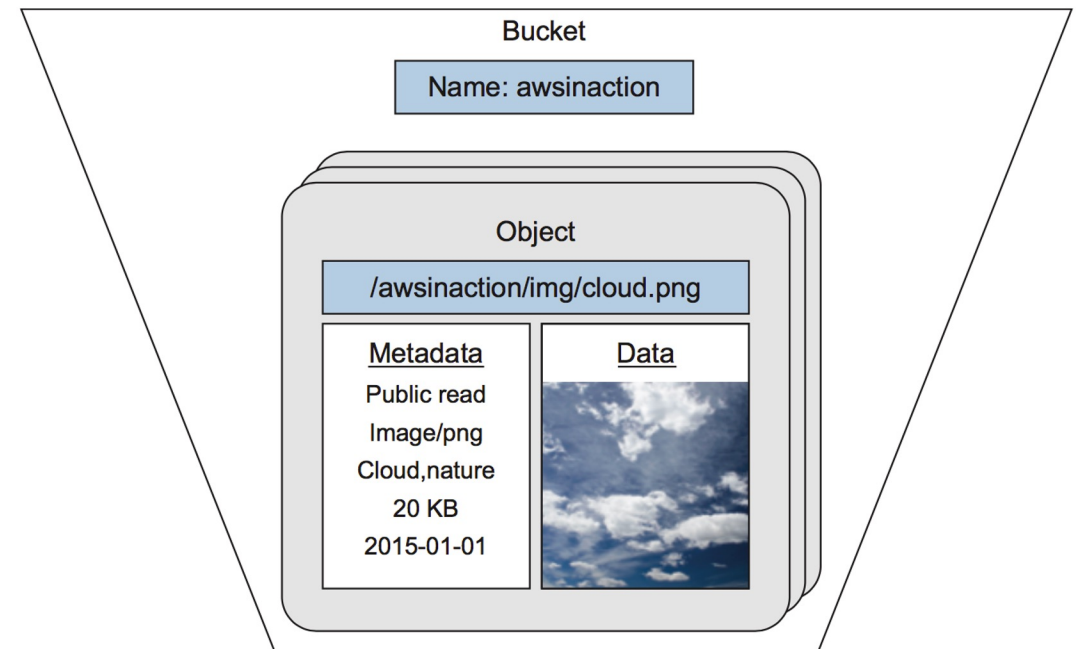 Bucket
Name: awsinaction
Object
/awsinaction/img/cloud.png
Metadata
Public read
Image/png
Cloud,nature
20 KB
2015-01-01
Data